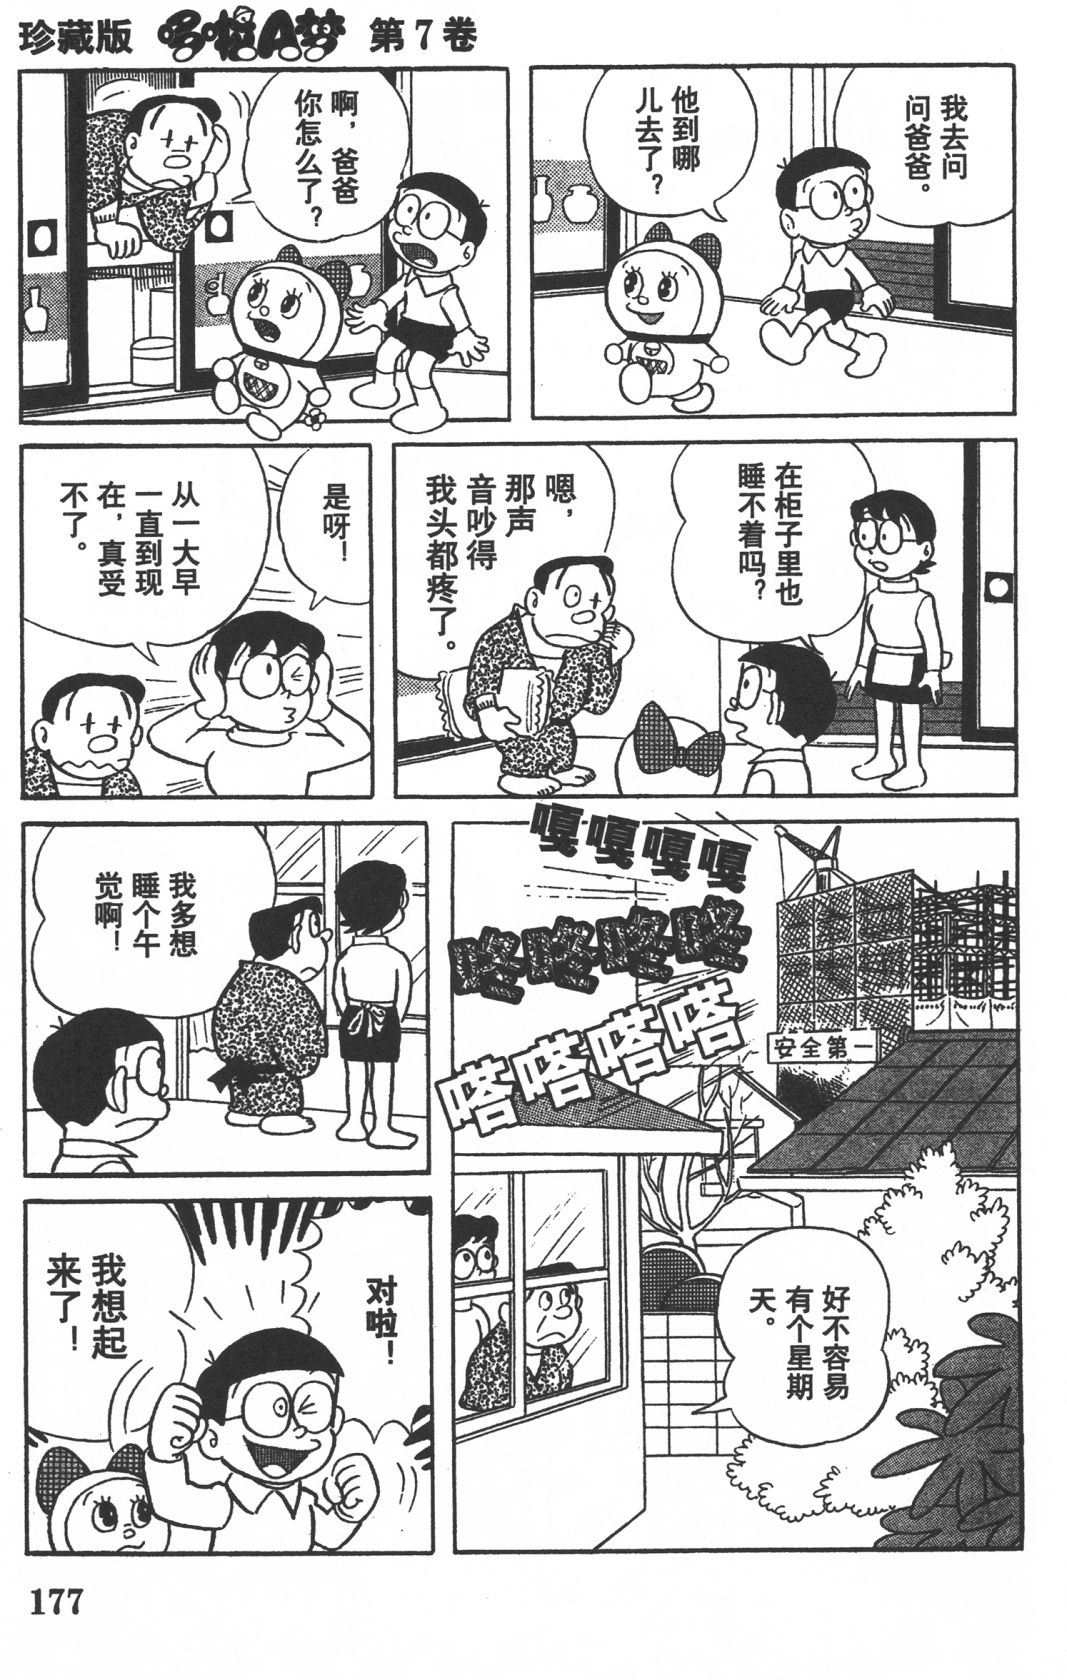 珍藏版 哆啦A梦 第7卷
我去问
问爸爸。
他到哪
儿去了？
啊，爸爸
你怎么了？
在柜子里也
睡不着吗？
嗯，
那声
音吵得
我头都疼了。
是呀！
从一大早
一直到现
在，真受
不了。
嘎嘎嘎嘎
咚咚咚咚
嗒嗒嗒嗒
安全第一
好不容易
有个星期
天。
我多想
睡个午
觉啊！
对啦！
我想起
来了！
177